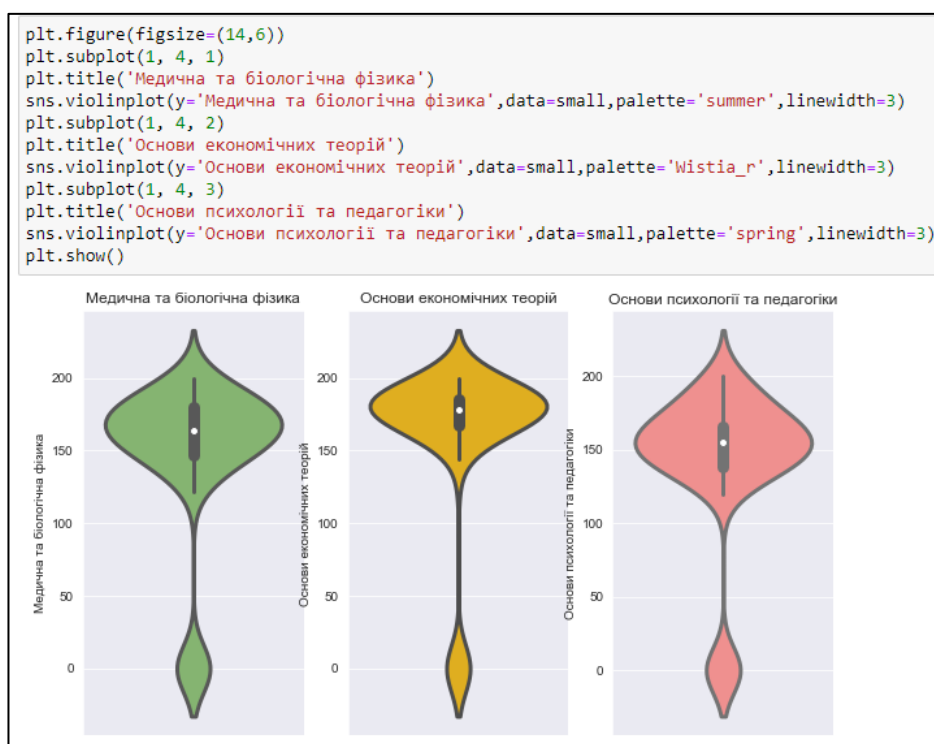 plt.figure(figsize=(14,6))
plt.subplot(1, 4, 1)
plt.title('Медична та біологічна фізика')
sns.violinplot(y='Медична та біологічна фізика',data=small,palette='summer',linewidth=3)
plt.subplot(1, 4, 2)
plt.title('Основи економічних теорій')
sns.violinplot(y='Основи економічних теорій',data=small,palette='Wistia_r',linewidth=3)
plt.subplot(1, 4, 3)
plt.title('Основи психології та педагогіки')
sns.violinplot(y='Основи психології та педагогіки',data=small,palette='spring',linewidth=3)
plt.show()
Медична та біологічна фізика
Медична та біологічна фізика
200
150
100
50
0
Основи економічних теорій
Основи економічних теорій
200
150
100
50
0
Основи психології та педагогіки
Основи психології та педагогіки
200
150
100
50
0